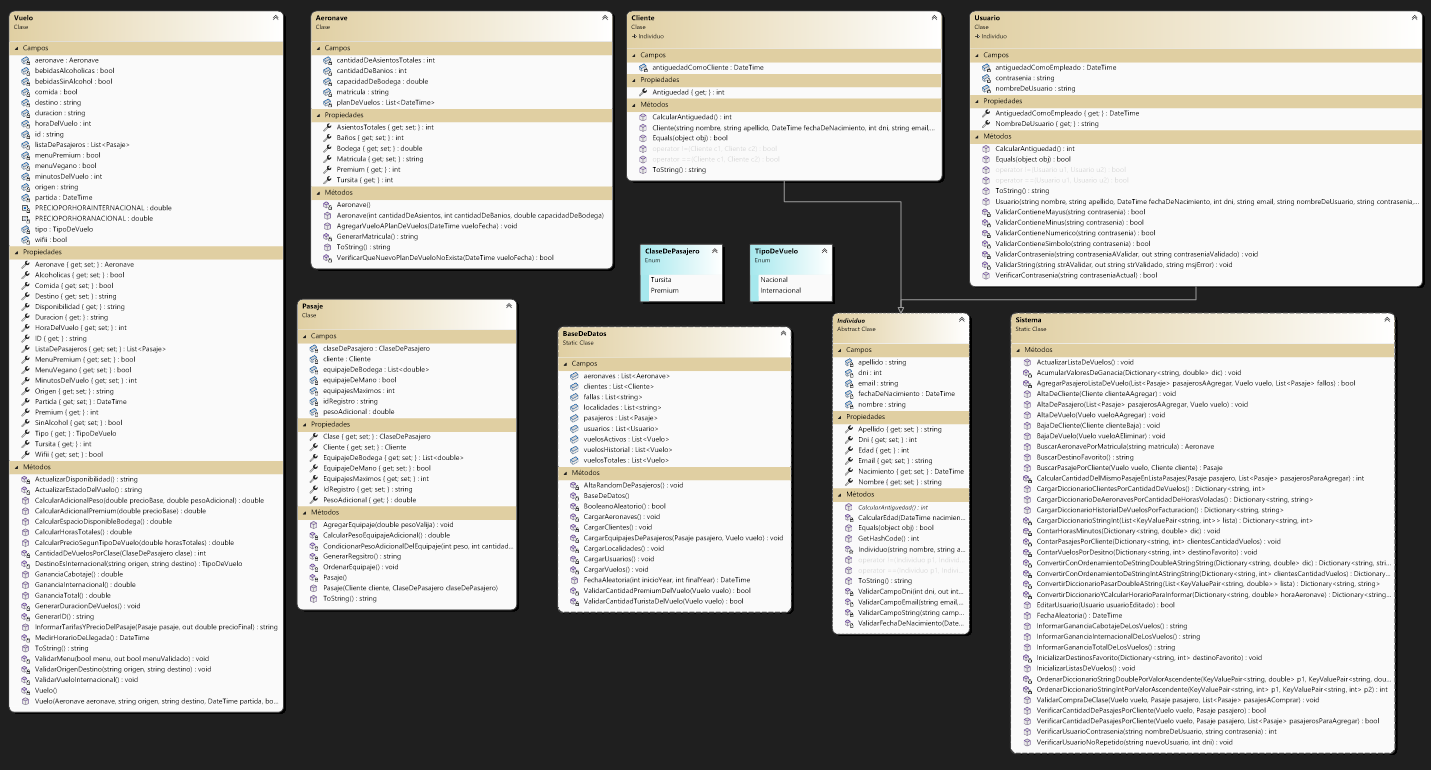 Vuelo
Clase
Campos
aeronave : Aeronave
bebidasAlcoholicas : bool
bebidasSinAlcohol : bool
comida : bool
destino : string
duracion : string
horaDelVuelo : int
id : string
listaDePasajeros : List<Pasaje>
menuPremium : bool
menuVegano : bool
minutosDelVuelo : int
origen : string
partida : DateTime
PRECIOPORHORAINTERNACIONAL : double
PRECIOPORHORANACIONAL : double
tipo : TipoDeVuelo
wifi : bool
Propiedades
Aeronave { get; set; } : Aeronave
Alcoholicas { get; set; } : bool
Comida { get; set; } : bool
Destino { get; set; } : string
Disponibilidad { get; } : string
Duracion { get; } : string
HoraDelVuelo { get; } : int
ID { get; } : string
ListaDePasajeros { get; } : List<Pasaje>
MenuPremium { get; set; } : bool
MenuVegano { get; set; } : bool
MinutosDelVuelo { get; } : int
Origen { get; set; } : string
Partida { get; set; } : DateTime
Premium { get; } : int
SinAlcohol { get; set; } : bool
Tipo { get; } : TipoDeVuelo
Tursita { get; } : int
Wifii { get; set; } : bool
Métodos
ActualizarDisponibilidad() : string
ActualizarEstadoDelVuelo() : string
CalcularAdicionalPeso(double precioBase, double pesoAdicional) : double
CalcularAdicionalPremium(double precioBase) : double
CalcularEspacioDisponibleBodega() : double
CalcularHorasTotales() : double
CalcularPrecioSegunTipoDeVuelo(double horasTotales) : double
CantidadDeVuelosPorClase(ClaseDePasajero clase) : int
DestinoEsInternacional(string origen, string destino) : TipoDeVuelo
GananciaCabotaje() : double
GananciaInternacional() : double
GananciaTotal() : double
GenerarDuracionDeVuelos() : void
GenerarID() : string
InformarTarifasYPrecioDelPasaje(Pasaje pasaje, out double precioFinal) : string
MedirHorarioDeLlegada() : DateTime
ToString() : string
ValidarMenu(bool menu, out bool menuValidado) : void
ValidarOrigenDestino(string origen, string destino) : void
ValidarVueloInternacional() : void
Vuelo()
Vuelo(Aeronave aeronave, string origen, string destino, DateTime partida, bo...
Aeronave
Clase
Campos
cantidadDeAsientosTotales : int
cantidadDeBanios : int
capacidadDeBodega : double
matricula : string
planDeVuelos : List<DateTime>
Propiedades
AsientosTotales { get; set; } : int
Baños { get; set; } : int
Bodega { get; set; } : double
Matricula { get; set; } : string
Premium { get; } : int
Tursita { get; } : int
Métodos
Aeronave()
Aeronave(int cantidadDeAsientos, int cantidadDeBanios, double capacidadDeBodega)
AgregarVueloAPlanDeVuelos(DateTime vueloFecha) : void
GenerarMatricula() : string
ToString() : string
VerificarQueNuevoPlanDeVueloNoExista(DateTime vueloFecha) : bool
Cliente
Clase
Individuo
Campos
antiguedadComoCliente : DateTime
Propiedades
Antiguedad { get; } : int
Métodos
CalcularAntiguedad() : int
Cliente(string nombre, string apellido, DateTime fechaDeNacimiento, int dni, string email,...
Equals(object obj) : bool
operator !=(Cliente c1, Cliente c2)
operator ==(Cliente c1, Cliente c2)
ToString() : string
Usuario
Clase
Individuo
Campos
antiguedadComoEmpleado : DateTime
contrasenia : string
nombreDeUsuario : string
Propiedades
AntiguedadComoEmpleado { get; } : DateTime
NombreDeUsuario { get; } : string
Métodos
CalcularAntiguedad() : int
Equals(object obj) : bool
operator !=(Usuario u1, Usuario u2)
operator ==(Usuario u1, Usuario u2)
ToString() : string
Usuario(string nombre, string apellido, DateTime fechaDeNacimiento, int dni, string email, string nombreDeUsuario, string contrasenia,...
ValidarContieneMayus(string contrasenia) : bool
ValidarContieneMinus(string contrasenia) : bool
ValidarContieneNumerico(string contrasenia) : bool
ValidarContieneSimbolo(string contrasenia) : bool
ValidarContrasenia(string contraseniaAValidar, out string contraseniaValidado) : void
ValidarString(string strAValidar, out string strValidado, string msjError) : void
VerificarContrasenia(string contraseniaActual) : bool
ClaseDePasajero
Enum
Tursita
Premium
TipoDeVuelo
Enum
Nacional
Internacional
Pasaje
Clase
Campos
claseDePasajero : ClaseDePasajero
cliente : Cliente
equipajeDeBodega : List<double>
equipajeDeMano : bool
equipajesMaximos : int
idRegistro : string
pesoAdicional : double
Propiedades
Clase { get; set; } : ClaseDePasajero
Cliente { get; set; } : Cliente
EquipajeDeBodega { get; set; } : List<double>
EquipajeDeMano { get; set; } : bool
EquipajesMaximos { get; set; } : int
IdRegistro { get; set; } : string
PesoAdicional { get; } : double
Métodos
AgregarEquipaje(double pesoValija) : void
CalcularPesoEquipajeAdicional() : double
CondicionarPesoAdicionalDelEquipaje(int peso, int cantidad...
GenerarRegsitro() : string
OrdenarEquipaje() : void
Pasaje()
Pasaje(Cliente cliente, ClaseDePasajero claseDePasajero)
ToString() : string
BaseDeDatos
Static Clase
Campos
aeronaves : List<Aeronave>
clientes : List<Cliente>
fallas : List<string>
localidades : List<string>
pasajeros : List<Pasaje>
usuarios : List<Usuario>
vuelosActivos : List<Vuelo>
vuelosHistorial : List<Vuelo>
vuelosTotales : List<Vuelo>
Métodos
AltaRandomDePasajeros() : void
BaseDeDatos()
BooleanoAleatorio() : bool
CargarAeronaves() : void
CargarClientes() : void
CargarEquipajesDePasajeros(Pasaje pasajero, Vuelo vuelo) : void
CargarLocalidades() : void
CargarUsuarios() : void
CargarVuelos() : void
FechaAleatoria(int inicioYear, int finalYear) : DateTime
ValidarCantidadPremiumDelVuelo(Vuelo vuelo) : bool
ValidarCantidadTuristaDelVuelo(Vuelo vuelo) : bool
Individuo
Abstract Clase
Campos
apellido : string
dni : int
email : string
fechaDeNacimiento : DateTime
nombre : string
Propiedades
Apellido { get; set; } : string
Dni { get; set; } : int
Edad { get; } : int
Email { get; set; } : string
Nacimiento { get; } : DateTime
Nombre { get; set; } : string
Métodos
CalcularAntiguedad() : int
CalcularEdad(DateTime nacimien...
Equals(object obj) : bool
GetHashCode() : int
Individuo(string nombre, string a...
operator !=(Individuo p1, Indivi...
operator ==(Individuo p1, Indivi...
ToString() : string
ValidarCampoDni(int dni, out int...
ValidarCampoEmail(string email,...
ValidarCampoString(string camp...
ValidarFechaDeNacimiento(Date...
Sistema
Static Clase
Métodos
ActualizarListaDeVuelos() : void
AcumularValoresDeGanancia(Dictionary<string, double> dic) : void
AgregarPasajeroListaDeVuelo(List<Pasaje> pasajerosAAgregar, Vuelo vuelo, List<Pasaje> fallos) : bool
AltaDeCliente(Cliente clienteAAgregar) : void
AltaDePasajero(List<Pasaje> pasajerosAAgregar, Vuelo vuelo) : void
AltaDeVuelo(Vuelo vueloAAgregar) : void
BajaDeCliente(Cliente clienteBaja) : void
BajaDeVuelo(Vuelo vueloAEliminar) : void
BuscarAeronavePorMatricula(string matricula) : Aeronave
BuscarDestinoFavorito() : string
BuscarPasajePorCliente(Vuelo vuelo, Cliente cliente) : Pasaje
CalcularCantidadDelMismoPasajeEnListaPasajes(Pasaje pasajero, List<Pasaje> pasajerosParaAgregar) : int
CargarDiccionarioClientesPorCantidadDeVuelos() : Dictionary<string, string>
CargarDiccionarioDeAeronavesPorCantidadDeHorasVoladas() : Dictionary<string, string>
CargarDiccionarioHistorialDeVuelosPorFacturacion() : Dictionary<string, string>
CargarDiccionarioStringInt(List<KeyValuePair<string, int>> lista) : Dictionary<string, int>
ContarHorasMinutos(Dictionary<string, double> dic) : void
ContarPasajesPorCliente(Dictionary<string, int> clientesCantidadVuelos) : void
ContarVuelosPorDesitno(Dictionary<string, int> destinoFavorito) : void
ConvertirConOrdenamientoDeStringDoubleAStringString(Dictionary<string, double> dic) : Dictionary<string, stri...
ConvertirConOrdenamientoDeStringIntAStringString(Dictionary<string, int> clientesCantidadVuelos) : Dictionary...
ConvertirDiccionarioPasarDoubleAString(List<KeyValuePair<string, double>> lista) : Dictionary<string, string>
ConvertirDiccionarioYCalcularHorarioParaInformar(Dictionary<string, double> horaAeronave) : Dictionary<string...
EditarUsuario(Usuario usuarioEditado) : bool
FechaAleatoria() : DateTime
InformarGananciaCabotajeDeLosVuelos() : string
InformarGananciaInternacionalDeLosVuelos() : string
InformarGananciaTotalDeLosVuelos() : string
InicializarDestinosFavorito(Dictionary<string, int> destinoFavorito) : void
InicializarListasDeVuelos() : void
OrdenarDiccionarioStringDoublePorValorAscendente(KeyValuePair<string, double> p1, KeyValuePair<string, dou...
OrdenarDiccionarioStringIntPorValorAscendente(KeyValuePair<string, int> p1, KeyValuePair<string, int> p2) : int
ValidarCompraDeClase(Vuelo vuelo, Pasaje pasajero, List<Pasaje> pasajesAComprar) : void
VerificarCantidadDePasajesPorCliente(Vuelo vuelo, Pasaje pasajero) : bool
VerificarCantidadDePasajesPorCliente(Vuelo vuelo, Pasaje pasajero, List<Pasaje> pasajerosParaAgregar) : bool
VerificarUsuarioContrasenia(string nombreDeUsuario, string contrasenia) : int
VerificarUsuarioNoRepetido(string nuevoUsuario, int dni) : void